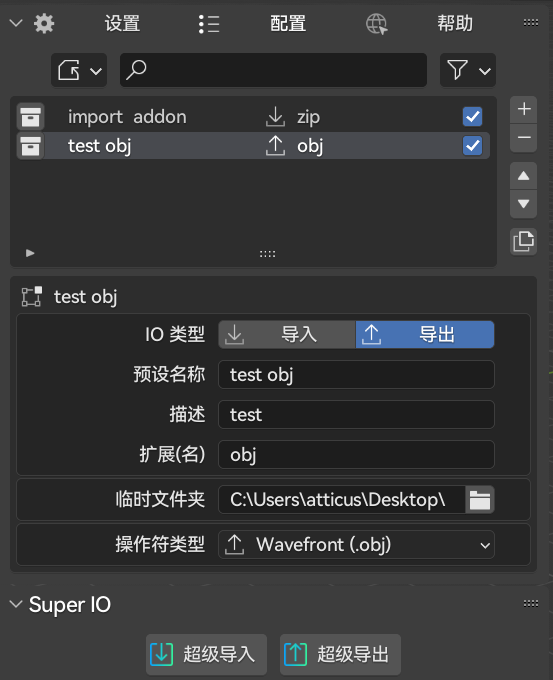 设置 配置 帮助
import addon zip
test obj obj
test obj
IO 类型 导入 导出
预设名称 test obj
描述 test
扩展(名) obj
临时文件夹 C:\Users\atticus\Desktop\
操作符类型 Wavefront (.obj)
Super IO
超级导入 超级导出